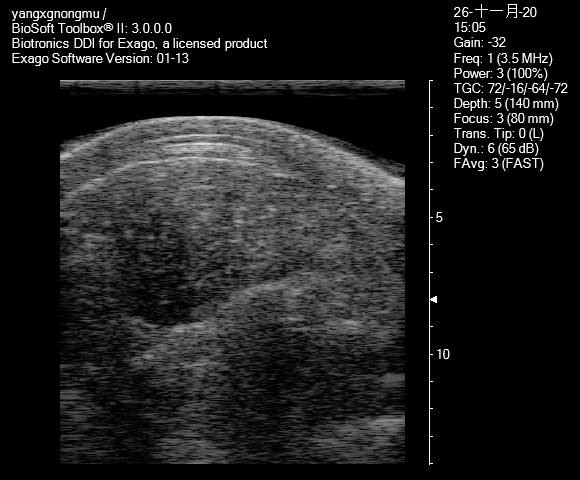 yangxgnongmu /
BioSoft Toolbox® II: 3.0.0.0
Biotronics DDI for Exago, a licensed product
Exago Software Version: 01-13
26-十一月-20
15:05
Gain: -32
Freq: 1 (3.5 MHz)
Power: 3 (100%)
TGC: 72/-16/-64/-72
Depth: 5 (140 mm)
Focus: 3 (80 mm)
Trans. Tip: 0 (L)
Dyn.: 6 (65 dB)
FAvg: 3 (FAST)
5
10